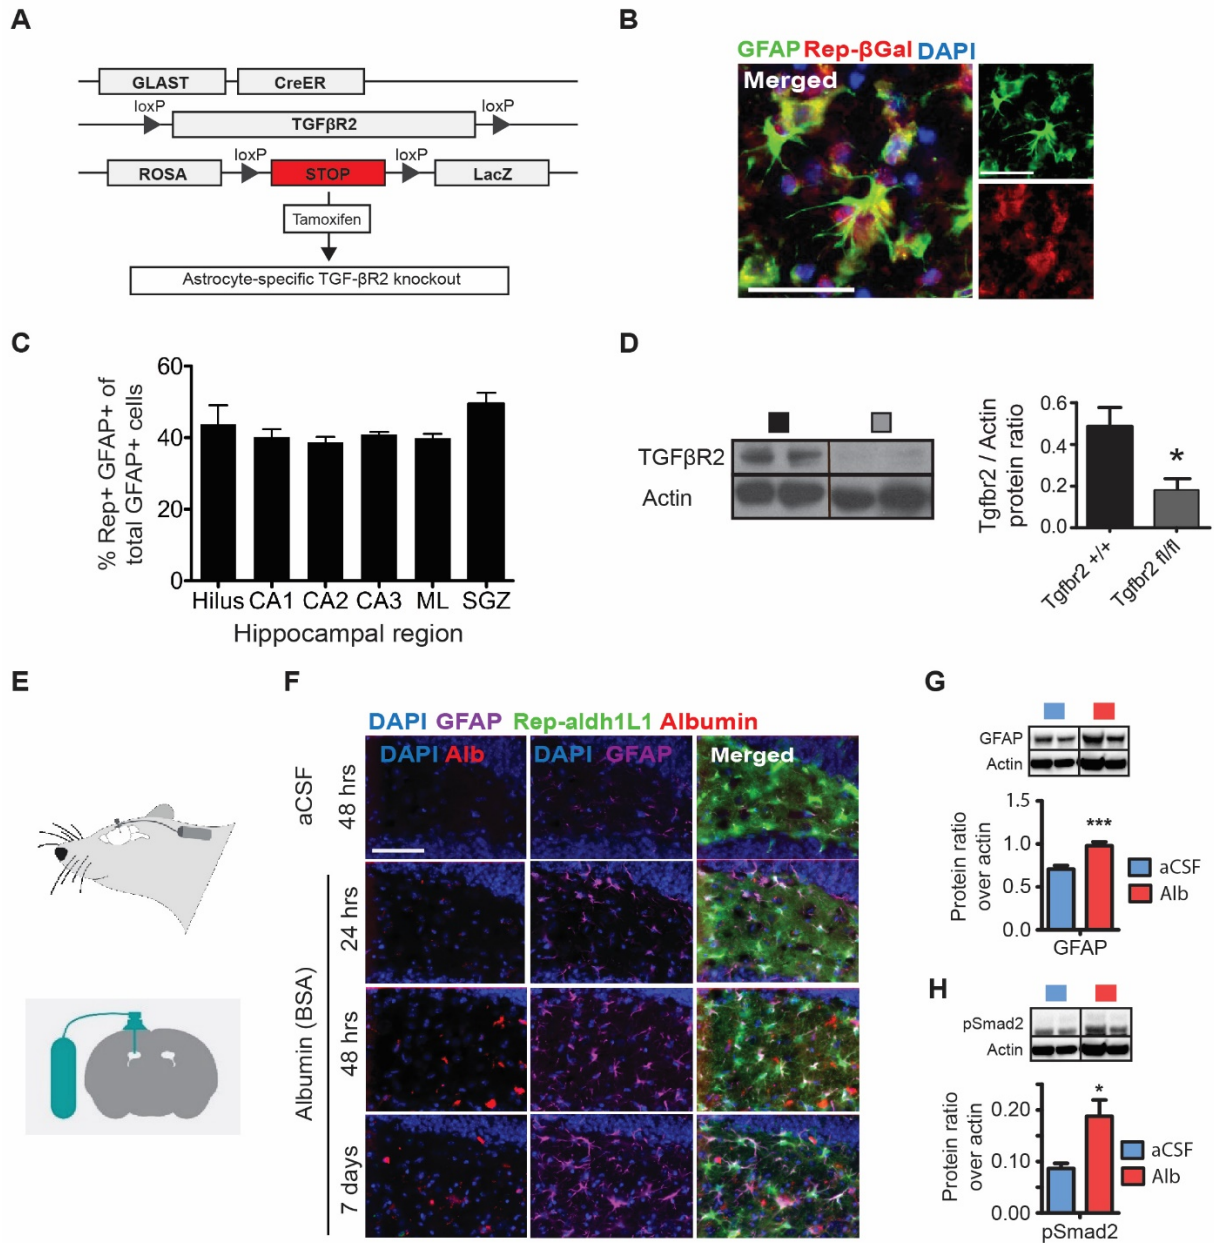 A
GLAST CreER
loxP loxP
TGFβR2
loxP loxP
ROSA STOP LacZ
Tamoxifen
Astrocyte-specific TGF-βR2 knockout
B
GFAP Rep-βGal DAPI
Merged
C
% Rep+ GFAP+ of
total GFAP+ cells
60
40
20
0
Hilus CA1 CA2 CA3 ML SGZ
Hippocampal region
D
TGFβR2
Actin
Tgfbr2 / Actin
protein ratio
0.6
0.4
0.2
0.0
*
Tgfbr2 +/+
Tgfbr2 fl/fl
E
F
DAPI GFAP Rep-aldh1L1 Albumin
DAPI Alb
DAPI GFAP
Merged
aCSF
48 hrs
Albumin (BSA)
24 hrs
48 hrs
7 days
G
GFAP
Actin
Protein ratio
over actin
1.5
1.0
0.5
0.0
***
GFAP
aCSF
Alb
H
pSmad2
Actin
Protein ratio
over actin
0.20
0.10
0.00
*
pSmad2
aCSF
Alb